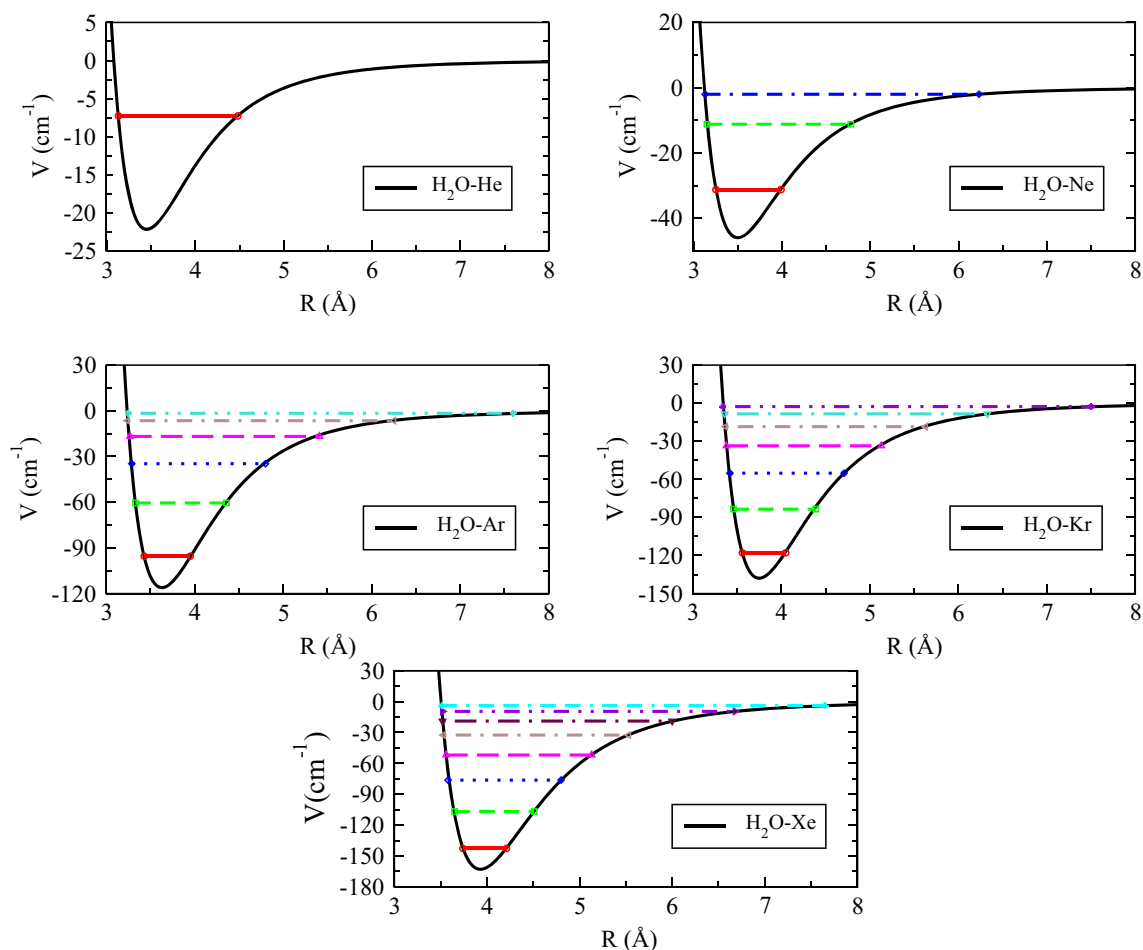 5
0
-5
-10
-15
-20
-25
V (cm-1)
H2O-He
3 4 5 6 7 8
R (Å)
20
0
-20
-40
V (cm-1)
H2O-Ne
3 4 5 6 7 8
R (Å)
30
0
-30
-60
-90
-120
V (cm-1)
H2O-Ar
3 4 5 6 7 8
R (Å)
30
0
-30
-60
-90
-120
-150
V (cm-1)
H2O-Kr
3 4 5 6 7 8
R (Å)
30
0
-30
-60
-90
-120
-150
-180
V(cm-1)
H2O-Xe
3 4 5 6 7 8
R (Å)